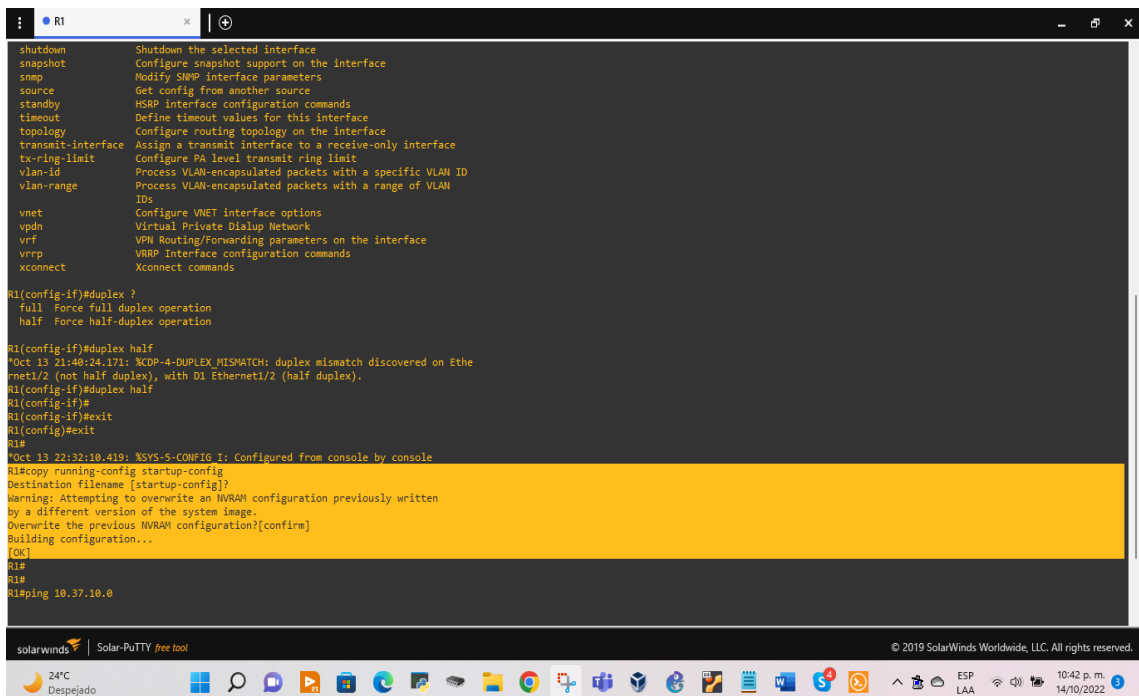 R1
shutdown Shutdown the selected interface
snapshot Configure snapshot support on the interface
snmp Modify SNMP interface parameters
source Get config from another source
standby HSRP interface configuration commands
timeout Define timeout values for this interface
topology Configure routing topology on the interface
transmit-interface Assign a transmit interface to a receive-only interface
tx-ring-limit Configure PA level transmit ring limit
vlan-id Process VLAN-encapsulated packets with a specific VLAN ID
vlan-range Process VLAN-encapsulated packets with a range of VLAN
IDs
vnet Configure VNET interface options
vpdn Virtual Private Dialup Network
vrf VPN Routing/Forwarding parameters on the interface
vrrp VRRP Interface configuration commands
xconnect Xconnect commands
R1(config-if)#duplex ?
full Force full duplex operation
half Force half-duplex operation
R1(config-if)#duplex half
*Oct 13 21:40:24.171: %CDP-4-DUPLEX_MISMATCH: duplex mismatch discovered on Ethe
rnet1/2 (not half duplex), with D1 Ethernet1/2 (half duplex).
R1(config-if)#duplex half
R1(config-if)#
R1(config-if)#exit
R1(config)#exit
R1#
*Oct 13 22:32:10.419: %SYS-5-CONFIG_I: Configured from console by console
R1#copy running-config startup-config
Destination filename [startup-config]?
Warning: Attempting to overwrite an NVRAM configuration previously written
by a different version of the system image.
Overwrite the previous NVRAM configuration?[confirm]
Building configuration...
[OK]
R1#
R1#
R1#ping 10.37.10.0
solarwinds Solar-PuTTY free tool
© 2019 SolarWinds Worldwide, LLC. All rights reserved.
24°C
Despejado
ESP
LAA
10:42 p. m.
14/10/2022
3
4